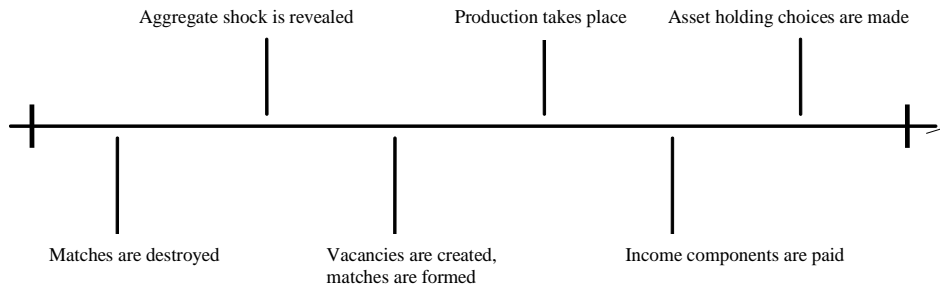 Aggregate shock is revealed
Production takes place
Asset holding choices are made
Matches are destroyed
Vacancies are created,
matches are formed
Income components are paid